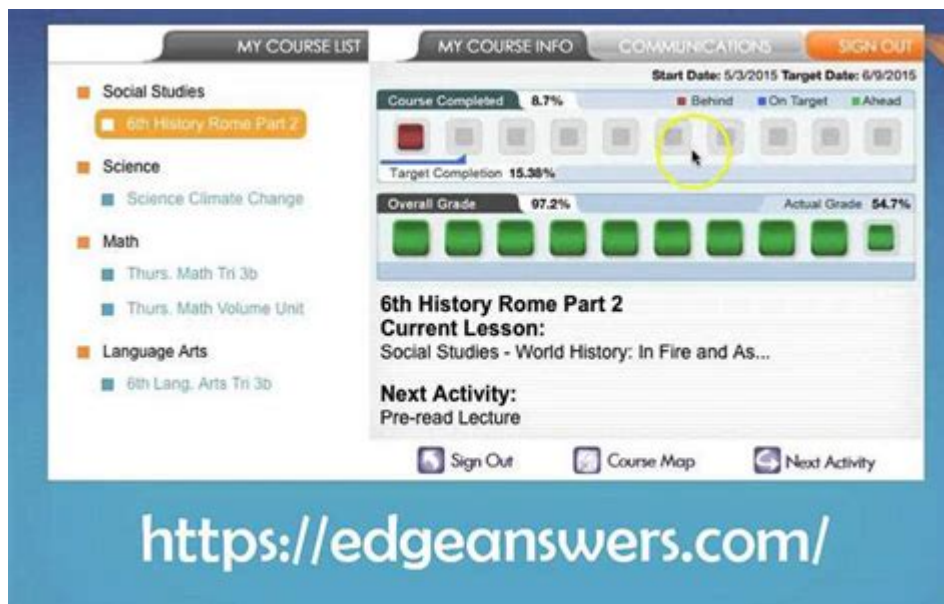 MY COURSE LIST
MY COURSE INFO
COMMUNICATIONS
SIGN OUT
Start Date: 5/3/2015 Target Date: 6/9/2015
Social Studies
6th History Rome Part 2
Science
Science Climate Change
Math
Thurs. Math Tri 3b
Thurs. Math Volume Unit
Language Arts
6th Lang. Arts Tri 3b
Course Completed 8.7%
Behind On Target Ahead
Target Completion 15.38%
Overall Grade 97.2%
Actual Grade 54.7%
6th History Rome Part 2
Current Lesson:
Social Studies - World History: In Fire and As...
Next Activity:
Pre-read Lecture
Sign Out
Course Map
Next Activity
https://edgeanswers.com/